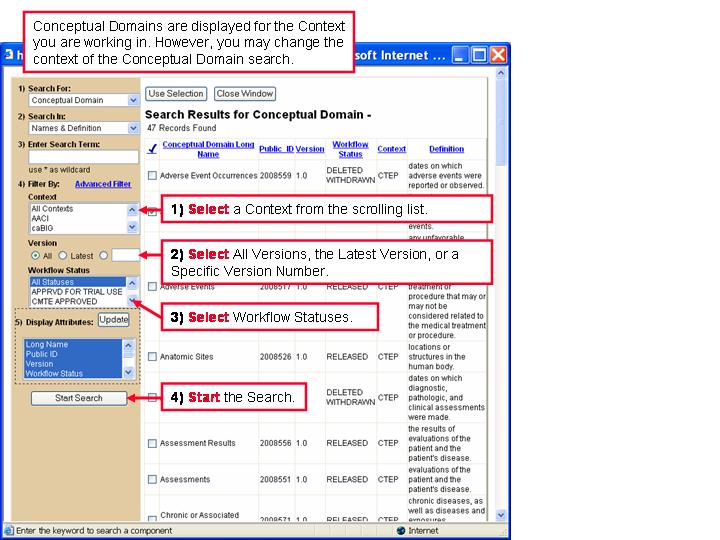 Conceptual Domains are displayed for the Context
you are working in. However, you may change the
context of the Conceptual Domain search.
h
soft Internet ...
1) Search For:
Conceptual Domain
2) Search In:
Names & Definition
3) Enter Search Term:
use * as wildcard
4) Filter By: Advanced Filter
Context
All Contexts
AACI
caBIG
Version
All Latest
Workflow Status
All Statuses
APPRVD FOR TRIAL USE
CMTE APPROVED
5) Display Attributes: Update
Long Name
Public ID
Version
Workflow Status
Start Search
Use Selection Close Window
Search Results for Conceptual Domain -
47 Records Found
Conceptual Domain Long Name Public_ID Version Workflow Status Context Definition
Adverse Event Occurrences 2008559 1.0 DELETED WITHDRAWN CTEP dates on which
adverse events were
reported or observed.
1) Select a Context from the scrolling list.
events.
any unfavorable
2) Select All Versions, the Latest Version, or a
Specific Version Number.
Adverse Events 2008517 1.0 RELEASED CTEP treatment or
procedure that may or
may not be
considered related to
the medical treatment
or procedure.
3) Select Workflow Statuses.
Anatomic Sites 2008526 1.0 RELEASED CTEP locations or
structures in the
human body.
4) Start the Search.
DELETED WITHDRAWN CTEP dates on which
diagnostic,
pathologic, and
clinical assessments
were made.
Assessment Results 2008556 1.0 RELEASED CTEP the results of
evaluations of the
patient and the
patient's disease.
Assessments 2008551 1.0 RELEASED CTEP evaluations of the
patient and the
patient's disease.
Chronic or Associated 2008571 1.0 RELEASED CTEP chronic diseases, as
well as diseases and
exposures
Enter the keyword to search a component Internet